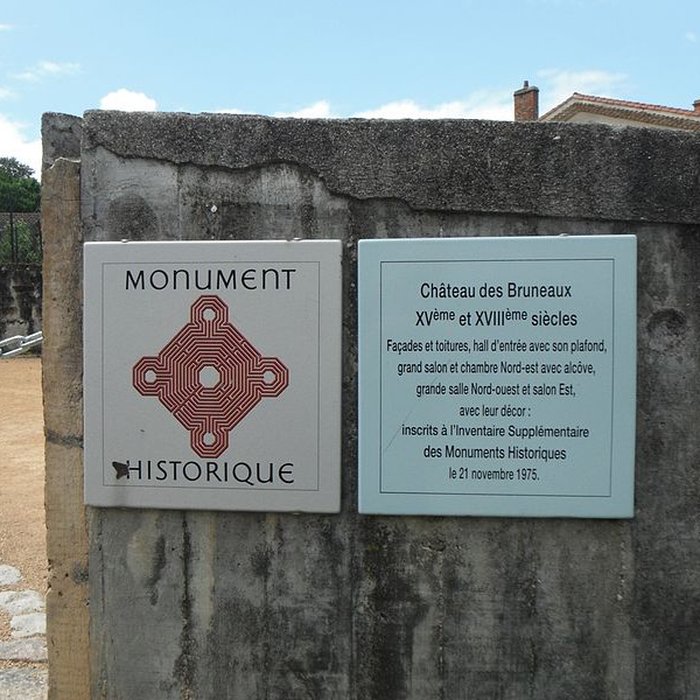 MONUMENT
HISTORIQUE
Château des Bruneaux
XVème et XVIIIème siècles
Façades et toitures, hall d'entrée avec son plafond,
grand salon et chambre Nord-est avec alcôve,
grande salle Nord-ouest et salon Est,
avec leur décor :
inscrits à l'Inventaire Supplémentaire
des Monuments Historiques
le 21 novembre 1975.